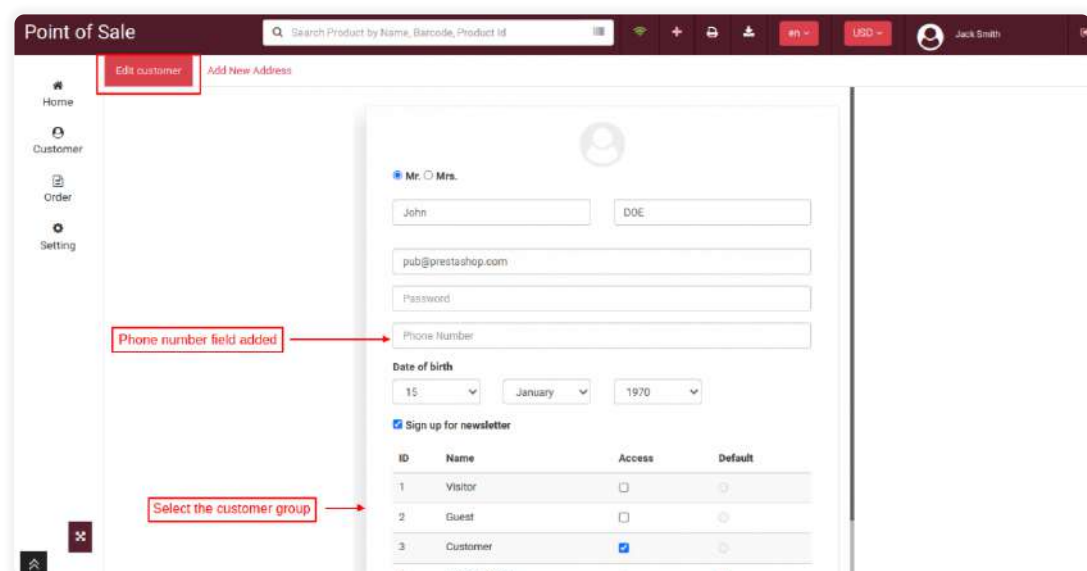 Point of Sale
Search Product by Name, Barcode, Product Id
en
USD
Jack Smith
Edit customer
Add New Address
Home
Customer
Order
Setting
Mr. Mrs.
John DOE
pub@prestashop.com
Password
Phone number field added
Phone Number
Date of birth
15 January 1970
Sign up for newsletter
ID Name Access Default
1 Visitor
Select the customer group
2 Guest
3 Customer